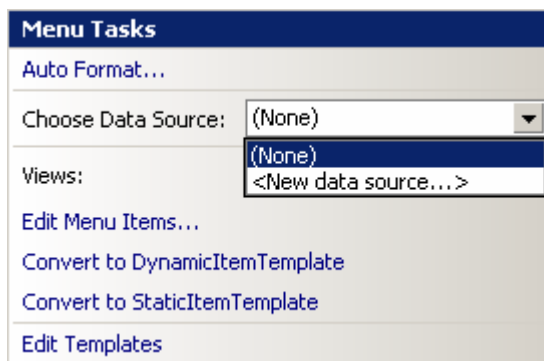 Menu Tasks
Auto Format...
Choose Data Source: (None)
(None)
<New data source...>
Views:
Edit Menu Items...
Convert to DynamicItemTemplate
Convert to StaticItemTemplate
Edit Templates